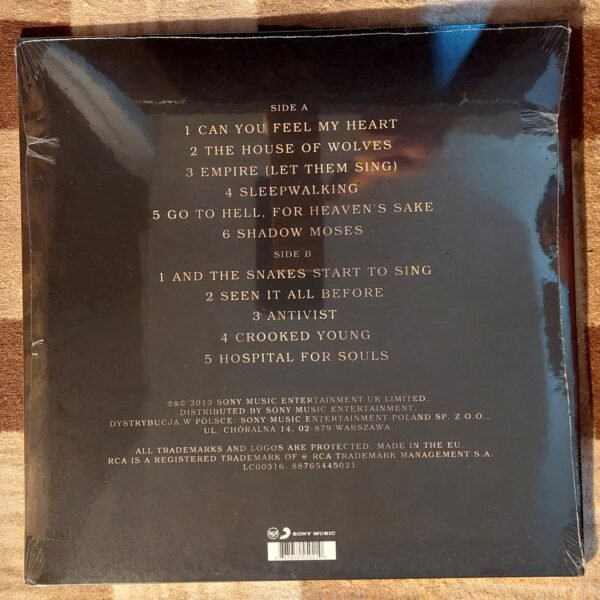 SIDE A
1 CAN YOU FEEL MY HEART
2 THE HOUSE OF WOLVES
3 EMPIRE (LET THEM SING)
4 SLEEPWALKING
5 GO TO HELL, FOR HEAVEN'S SAKE
6 SHADOW MOSES
SIDE B
1 AND THE SNAKES START TO SING
2 SEEN IT ALL BEFORE
3 ANTIVIST
4 CROOKED YOUNG
5 HOSPITAL FOR SOULS
℗&© 2013 SONY MUSIC ENTERTAINMENT UK LIMITED.
DISTRIBUTED BY SONY MUSIC ENTERTAINMENT.
DYSTRYBUCJA W POLSCE: SONY MUSIC ENTERTAINMENT POLAND SP. Z O.O.,
UL. CHÓRALNA 14, 02-879 WARSZAWA.
ALL TRADEMARKS AND LOGOS ARE PROTECTED. MADE IN THE EU.
RCA IS A REGISTERED TRADEMARK OF ® RCA TRADEMARK MANAGEMENT S.A.
LC00316. 88765445021
RCA SONY MUSIC